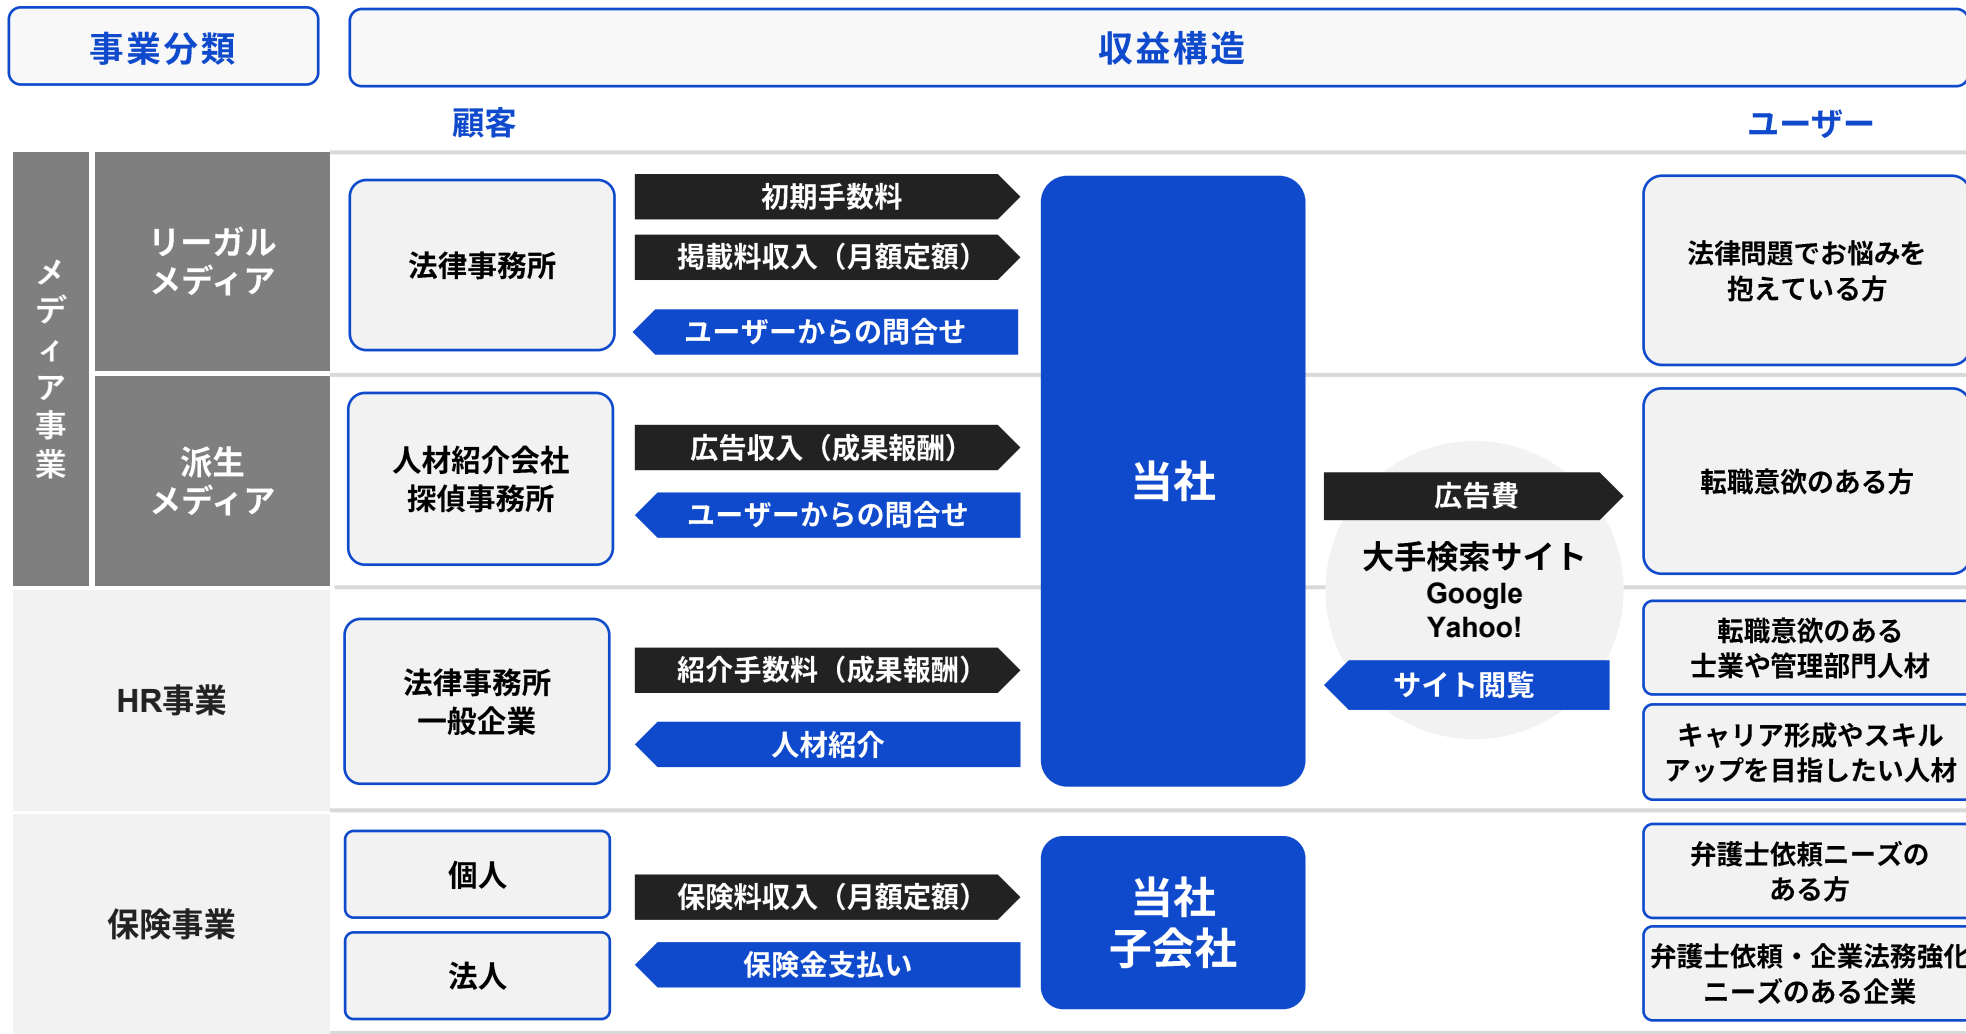 事業分類
収益構造
顧客
ユーザー
メディア事業
リーガル
メディア
法律事務所
初期手数料
掲載料収入（月額定額）
ユーザーからの問合せ
法律問題でお悩みを
抱えている方
派生
メディア
人材紹介会社
探偵事務所
広告収入（成果報酬）
ユーザーからの問合せ
当社
広告費
大手検索サイト
Google
Yahoo!
サイト閲覧
転職意欲のある方
HR事業
法律事務所
一般企業
紹介手数料（成果報酬）
人材紹介
転職意欲のある
士業や管理部門人材
キャリア形成やスキル
アップを目指したい人材
保険事業
個人
法人
保険料収入（月額定額）
保険金支払い
当社
子会社
弁護士依頼ニーズの
ある方
弁護士依頼・企業法務強化
ニーズのある企業